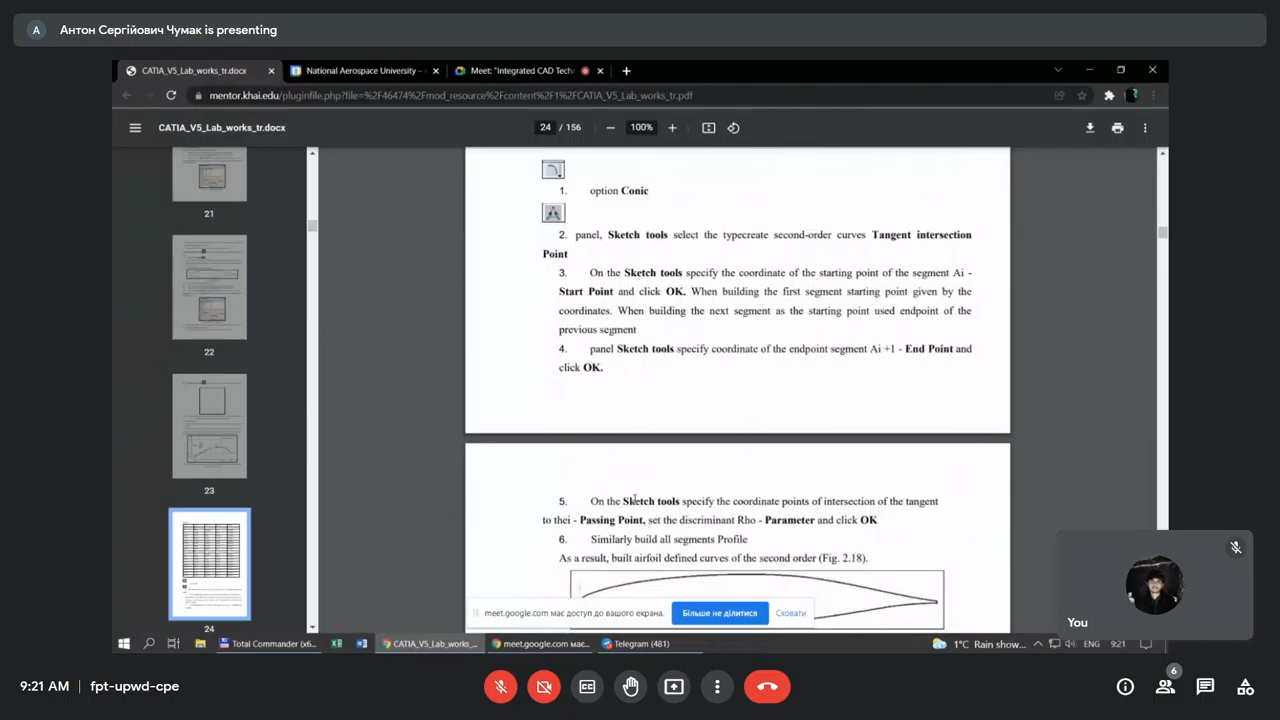 A Антон Сергійович Чумак is presenting
CATIA_V5_Lab_works_tr.docx
National Aerospace University –
Meet: "Integrated CAD Tech
mentor.khai.edu/pluginfile.php?file=%2F46474%2Fmod_resource%2Fcontent%2F1%2FCATIA_V5_Lab_works_tr.pdf
CATIA_V5_Lab_works_tr.docx
24 / 156
100%
21
22
23
24
1. option Conic
2. panel, Sketch tools select the typecreate second-order curves Tangent intersection
Point
3. On the Sketch tools specify the coordinate of the starting point of the segment Ai -
Start Point and click OK. When building the first segment starting point given by the
coordinates. When building the next segment as the starting point used endpoint of the
previous segment
4. panel Sketch tools specify coordinate of the endpoint segment Ai +1 - End Point and
click OK.
5. On the Sketch tools specify the coordinate points of intersection of the tangent
to thei - Passing Point, set the discriminant Rho - Parameter and click OK
6. Similarly build all segments Profile
As a result, built airfoil defined curves of the second order (Fig. 2.18).
meet.google.com має доступ до вашого екрана.
Більше не ділитися
Сховати
You
Total Commander (x6...
CATIA_V5_Lab_works_...
meet.google.com має...
Telegram (481)
1°C Rain show...
ENG
9:21
9:21 AM | fpt-upwd-cpe
6